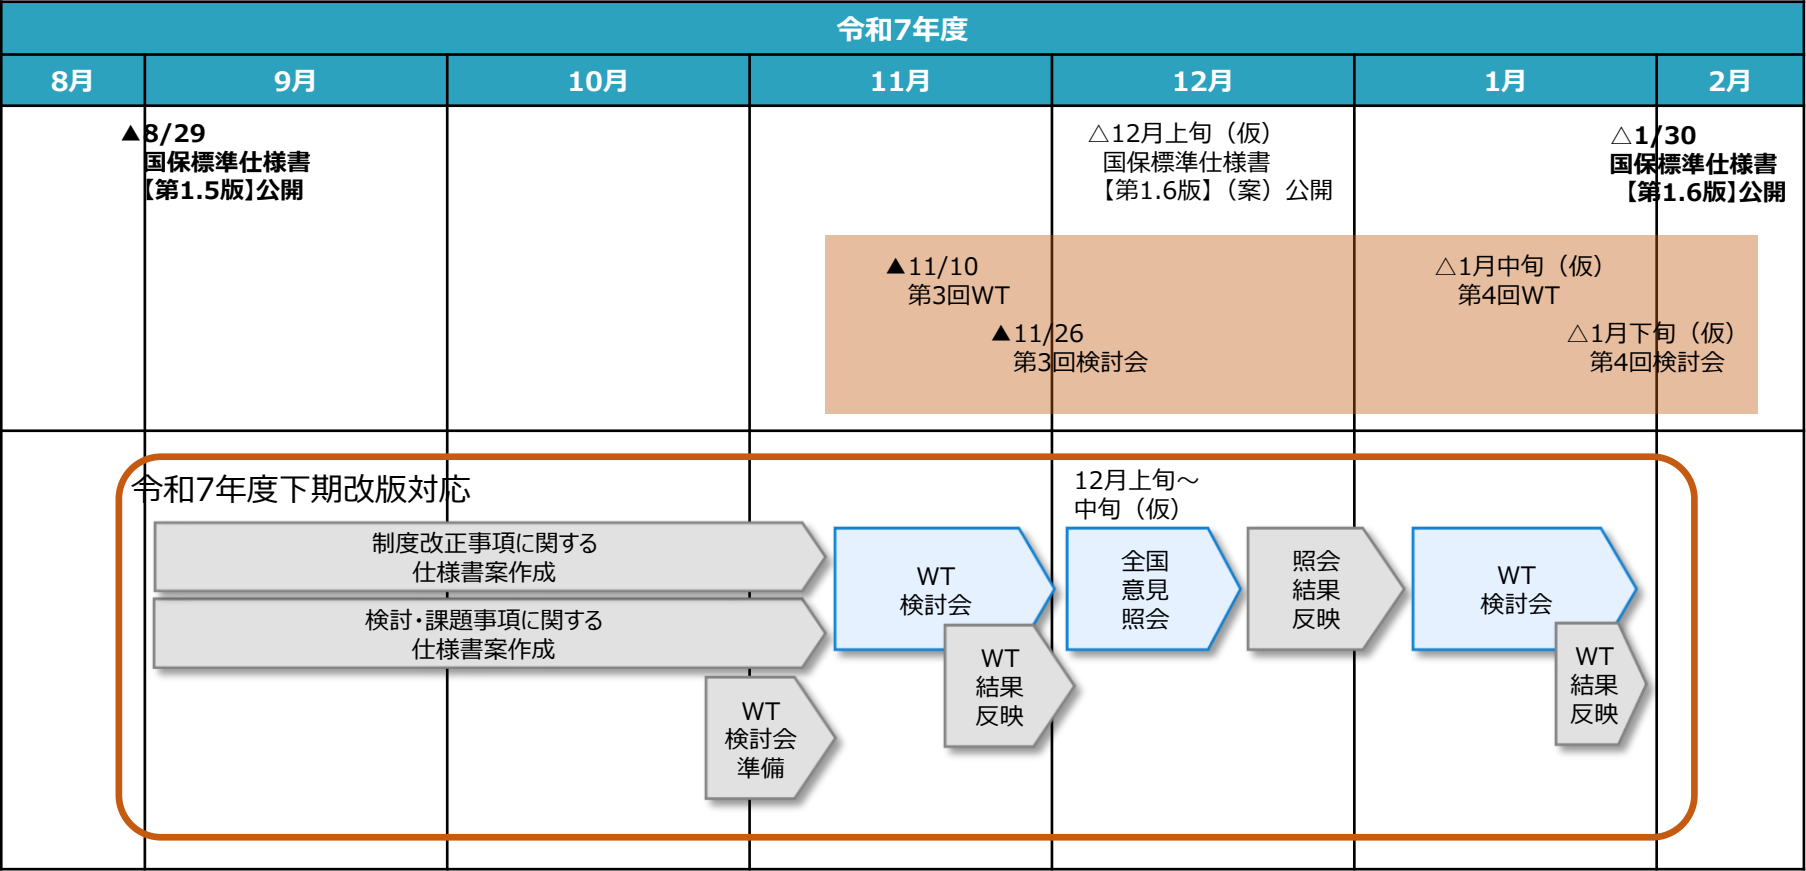 令和7年度
8月
9月
10月
11月
12月
1月
2月
▲8/29
国保標準仕様書
【第1.5版】公開
△12月上旬（仮）
国保標準仕様書
【第1.6版】（案）公開
△1/30
国保標準仕様書
【第1.6版】公開
▲11/10
第3回WT
▲11/26
第3回検討会
△1月中旬（仮）
第4回WT
△1月下旬（仮）
第4回検討会
令和7年度下期改版対応
制度改正事項に関する
仕様書案作成
検討・課題事項に関する
仕様書案作成
WT
検討会
準備
WT
検討会
WT
結果
反映
12月上旬～
中旬（仮）
全国
意見
照会
照会
結果
反映
WT
検討会
WT
結果
反映